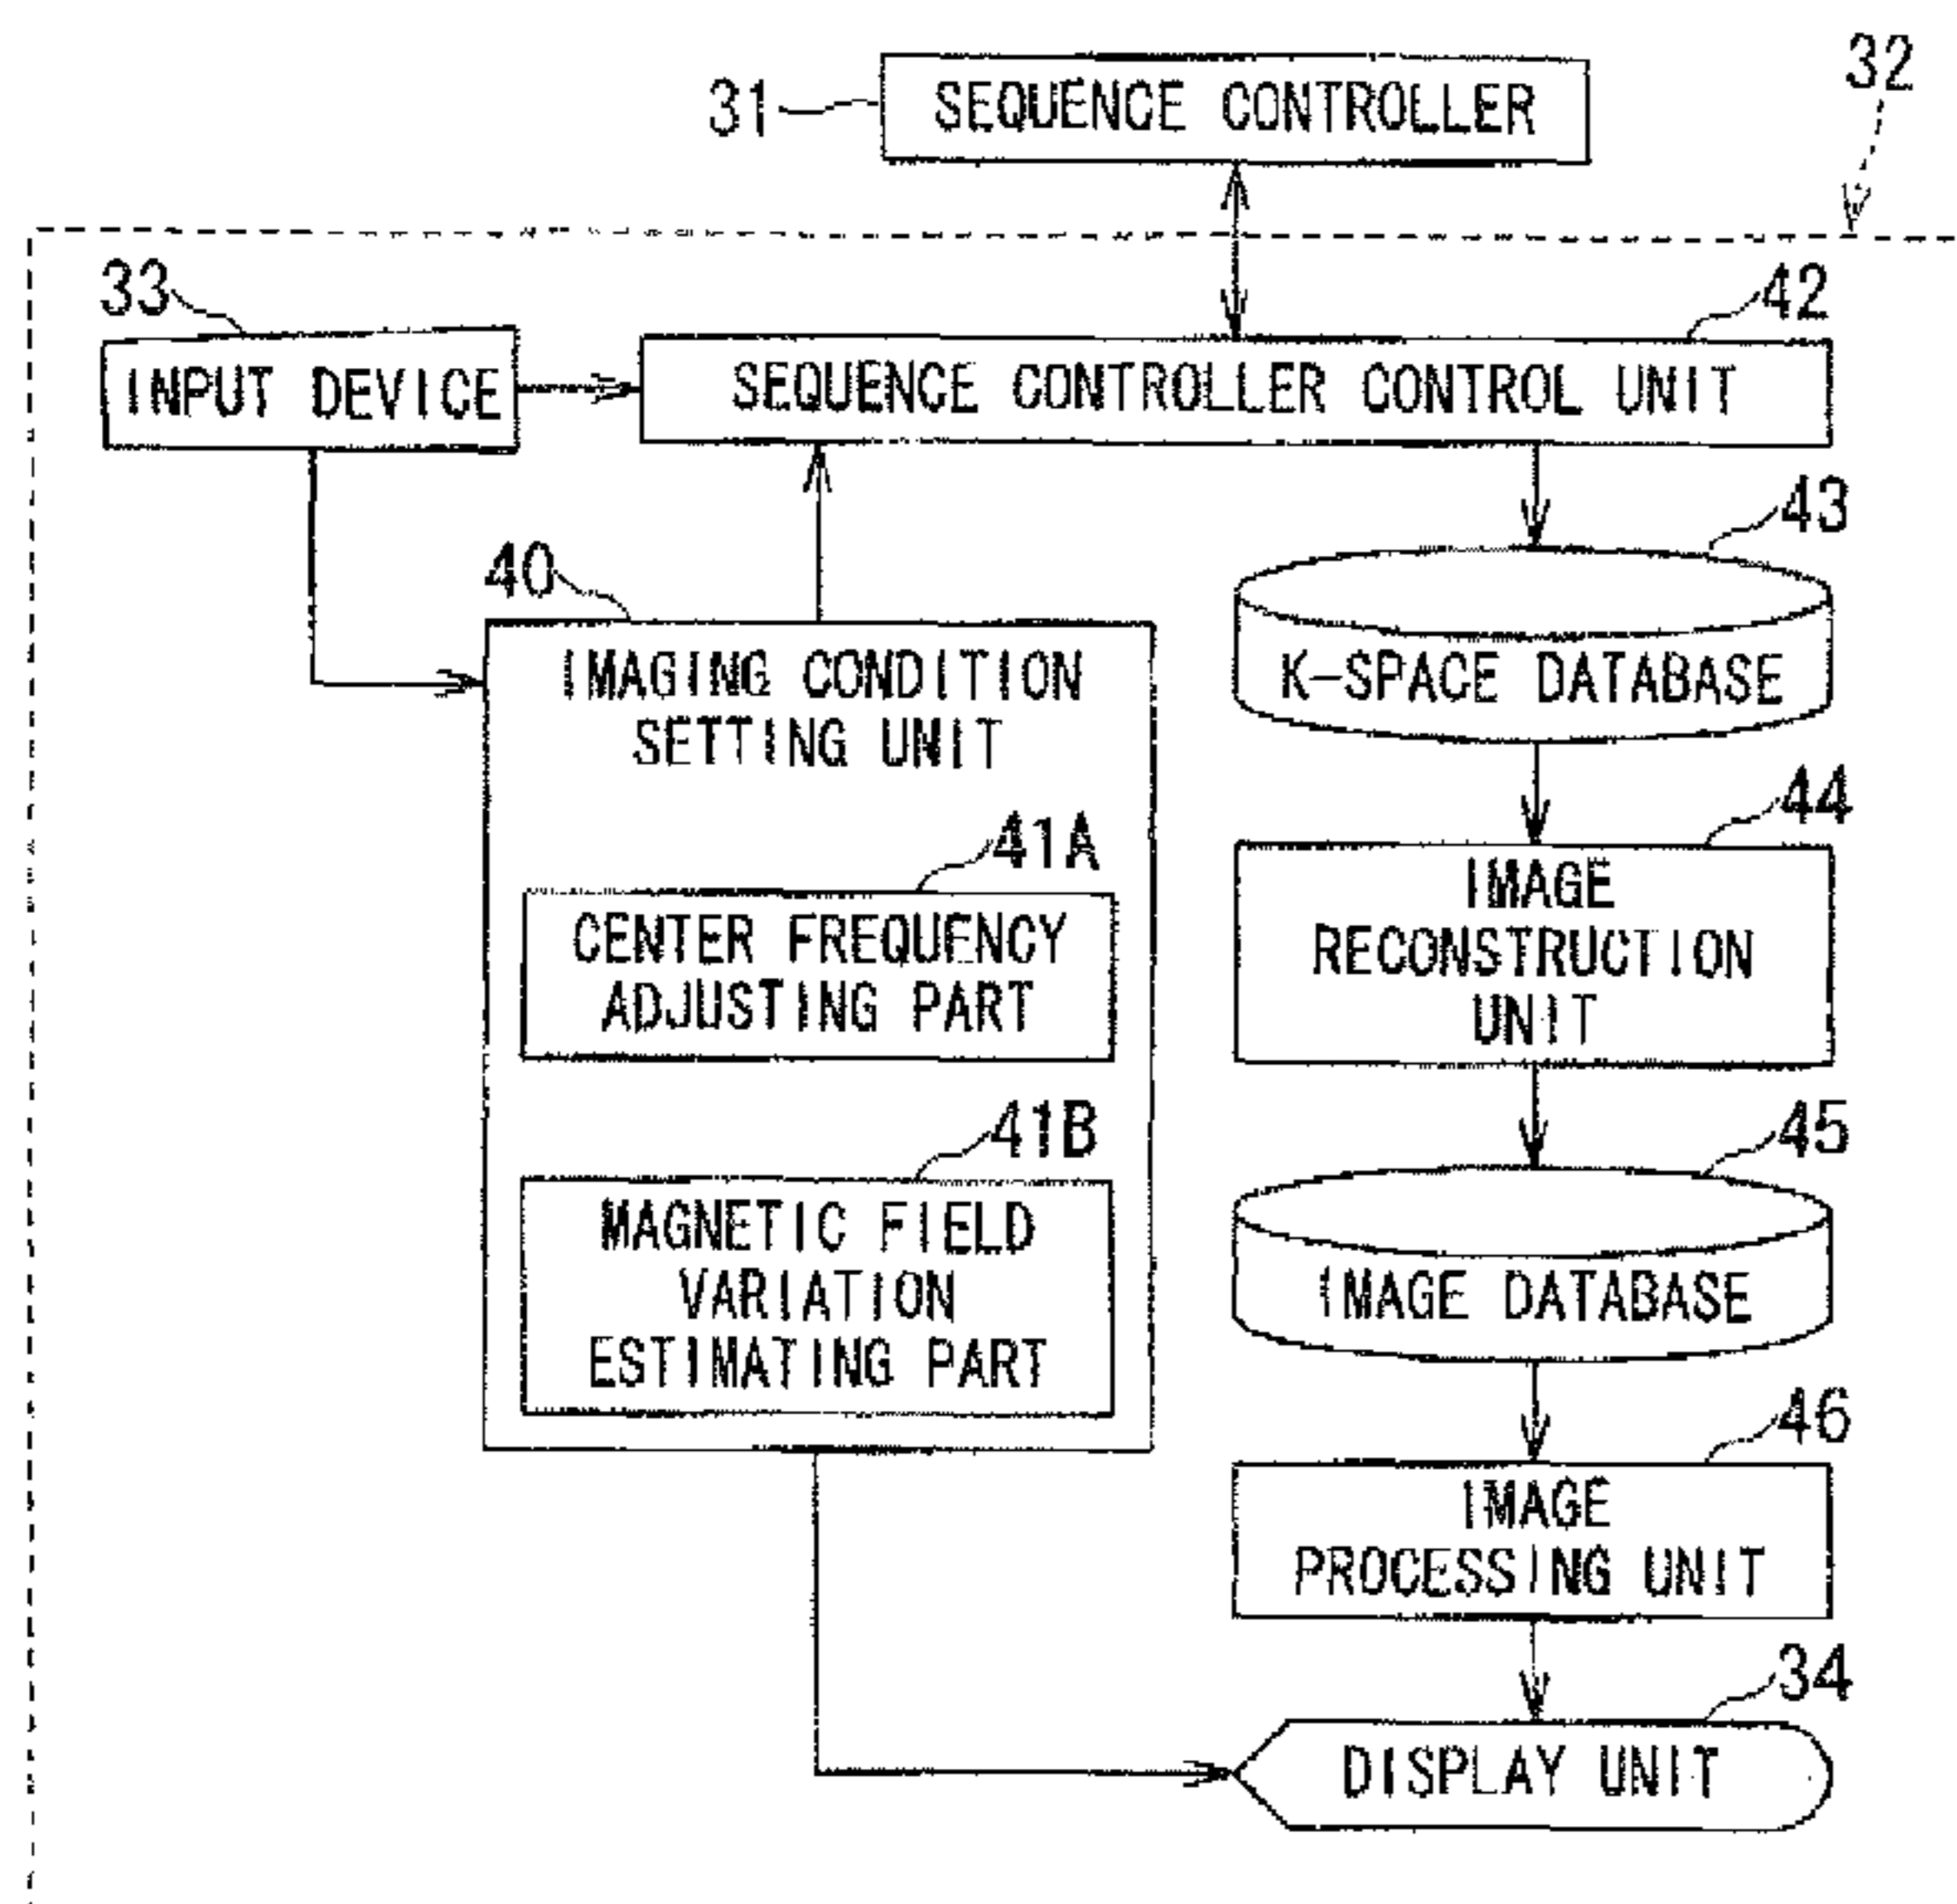 32
31
SEQUENCE CONTROLLER
33
42
INPUT DEVICE
SEQUENCE CONTROLLER CONTROL UNIT
43
40
IMAGING CONDITION
SETTING UNIT
K-SPACE DATABASE
44
41A
CENTER FREQUENCY
ADJUSTING PART
IMAGE
RECONSTRUCTION
UNIT
41B
45
MAGNETIC FIELD
VARIATION
ESTIMATING PART
IMAGE DATABASE
46
IMAGE
PROCESSING UNIT
34
DISPLAY UNIT